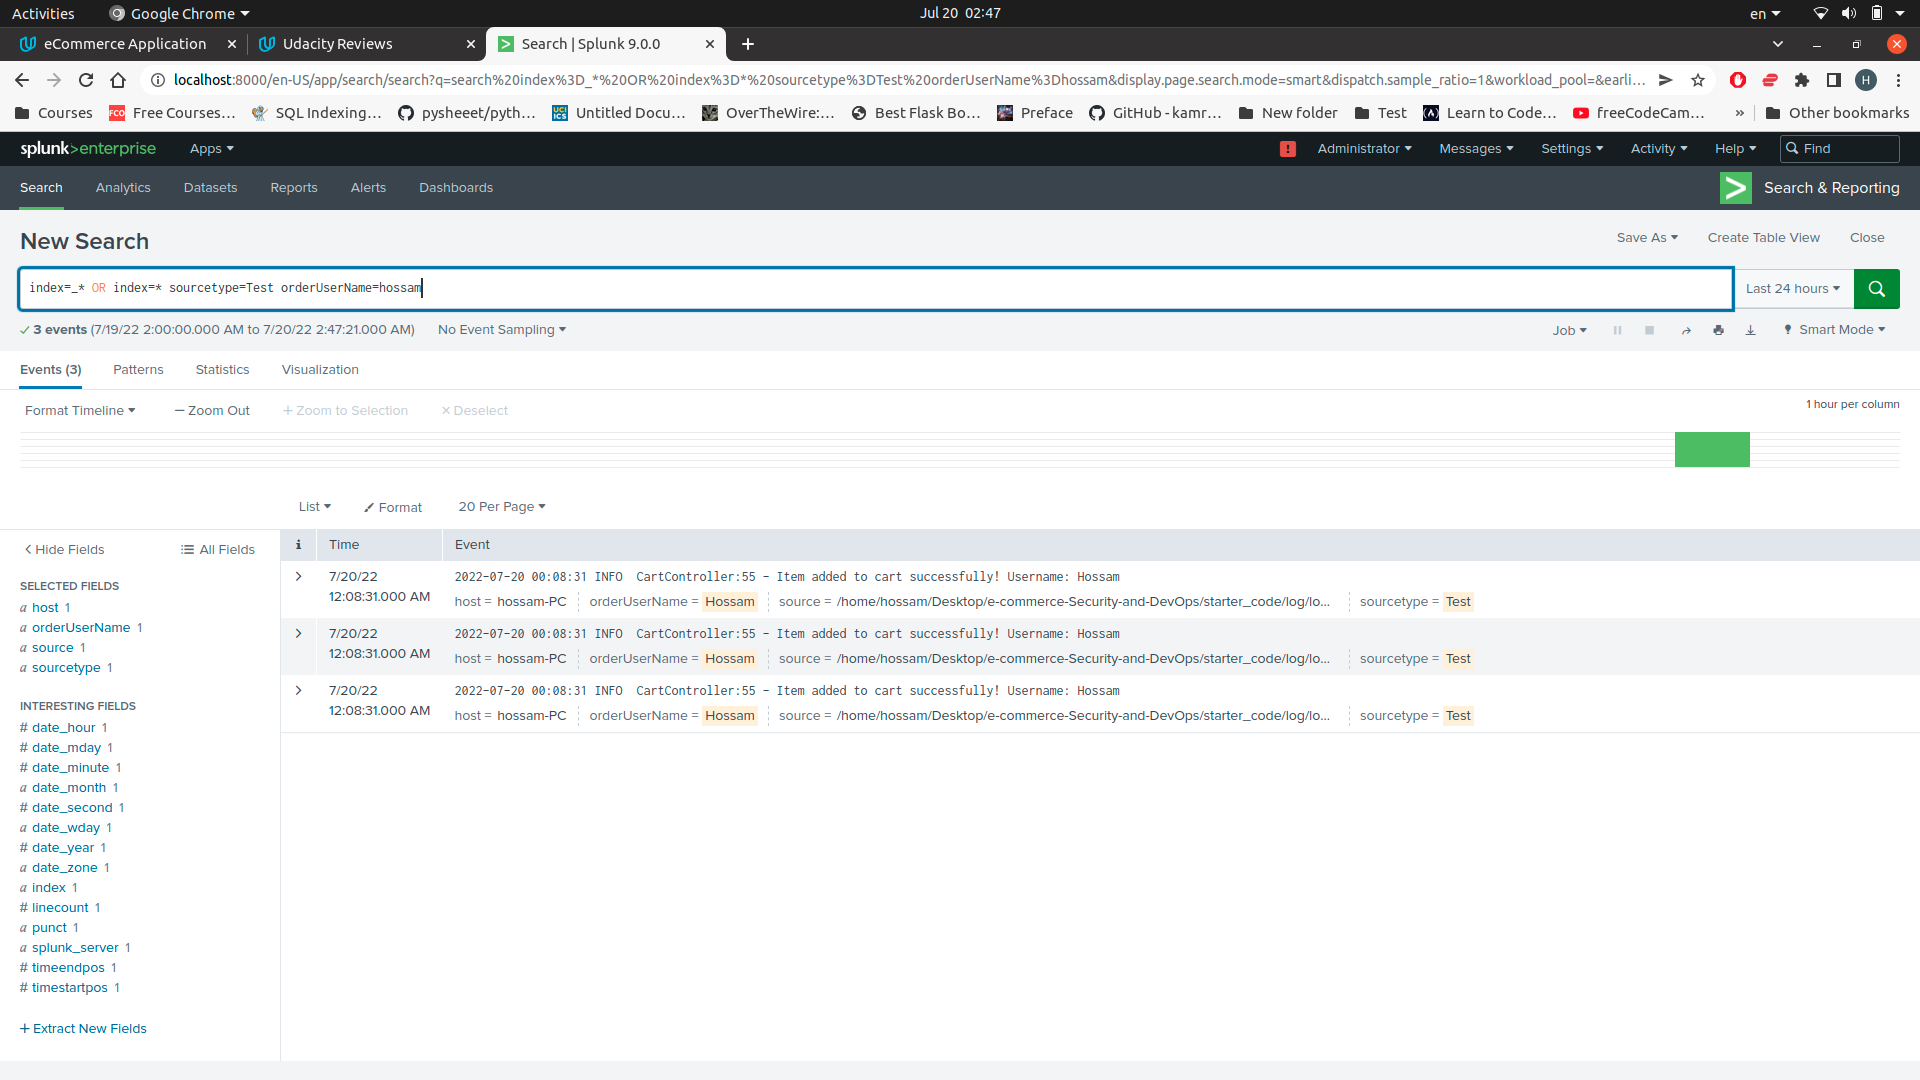 Activities Google Chrome Jul 20 02:47 en
eCommerce Application Udacity Reviews Search | Splunk 9.0.0
localhost:8000/en-US/app/search/search?q=search%20index%3D_*%20OR%20index%3D*%20sourcetype%3DTest%20orderUserName%3Dhossam&display.page.search.mode=smart&dispatch.sample_ratio=1&workload_pool=&earli... H
Courses FCO Free Courses... SQL Indexing... pysheeet/pyth... UCI ICS Untitled Docu... OverTheWire:... Best Flask Bo... Preface GitHub - kamr... New folder Test Learn to Code... freeCodeCam... » Other bookmarks
splunk>enterprise Apps ! Administrator Messages Settings Activity Help Find
Search Analytics Datasets Reports Alerts Dashboards > Search & Reporting
New Search Save As Create Table View Close
index=_* OR index=* sourcetype=Test orderUserName=hossam Last 24 hours
✓ 3 events (7/19/22 2:00:00.000 AM to 7/20/22 2:47:21.000 AM) No Event Sampling Job Smart Mode
Events (3) Patterns Statistics Visualization
Format Timeline — Zoom Out + Zoom to Selection × Deselect 1 hour per column
List Format 20 Per Page
< Hide Fields All Fields i Time Event
SELECTED FIELDS
a host 1
a orderUserName 1
a source 1
a sourcetype 1
INTERESTING FIELDS
# date_hour 1
# date_mday 1
# date_minute 1
a date_month 1
# date_second 1
a date_wday 1
# date_year 1
a date_zone 1
a index 1
# linecount 1
a punct 1
a splunk_server 1
# timeendpos 1
# timestartpos 1
+ Extract New Fields
> 7/20/22 2022-07-20 00:08:31 INFO CartController:55 - Item added to cart successfully! Username: Hossam
12:08:31.000 AM host = hossam-PC orderUserName = Hossam source = /home/hossam/Desktop/e-commerce-Security-and-DevOps/starter_code/log/lo... sourcetype = Test
> 7/20/22 2022-07-20 00:08:31 INFO CartController:55 - Item added to cart successfully! Username: Hossam
12:08:31.000 AM host = hossam-PC orderUserName = Hossam source = /home/hossam/Desktop/e-commerce-Security-and-DevOps/starter_code/log/lo... sourcetype = Test
> 7/20/22 2022-07-20 00:08:31 INFO CartController:55 - Item added to cart successfully! Username: Hossam
12:08:31.000 AM host = hossam-PC orderUserName = Hossam source = /home/hossam/Desktop/e-commerce-Security-and-DevOps/starter_code/log/lo... sourcetype = Test